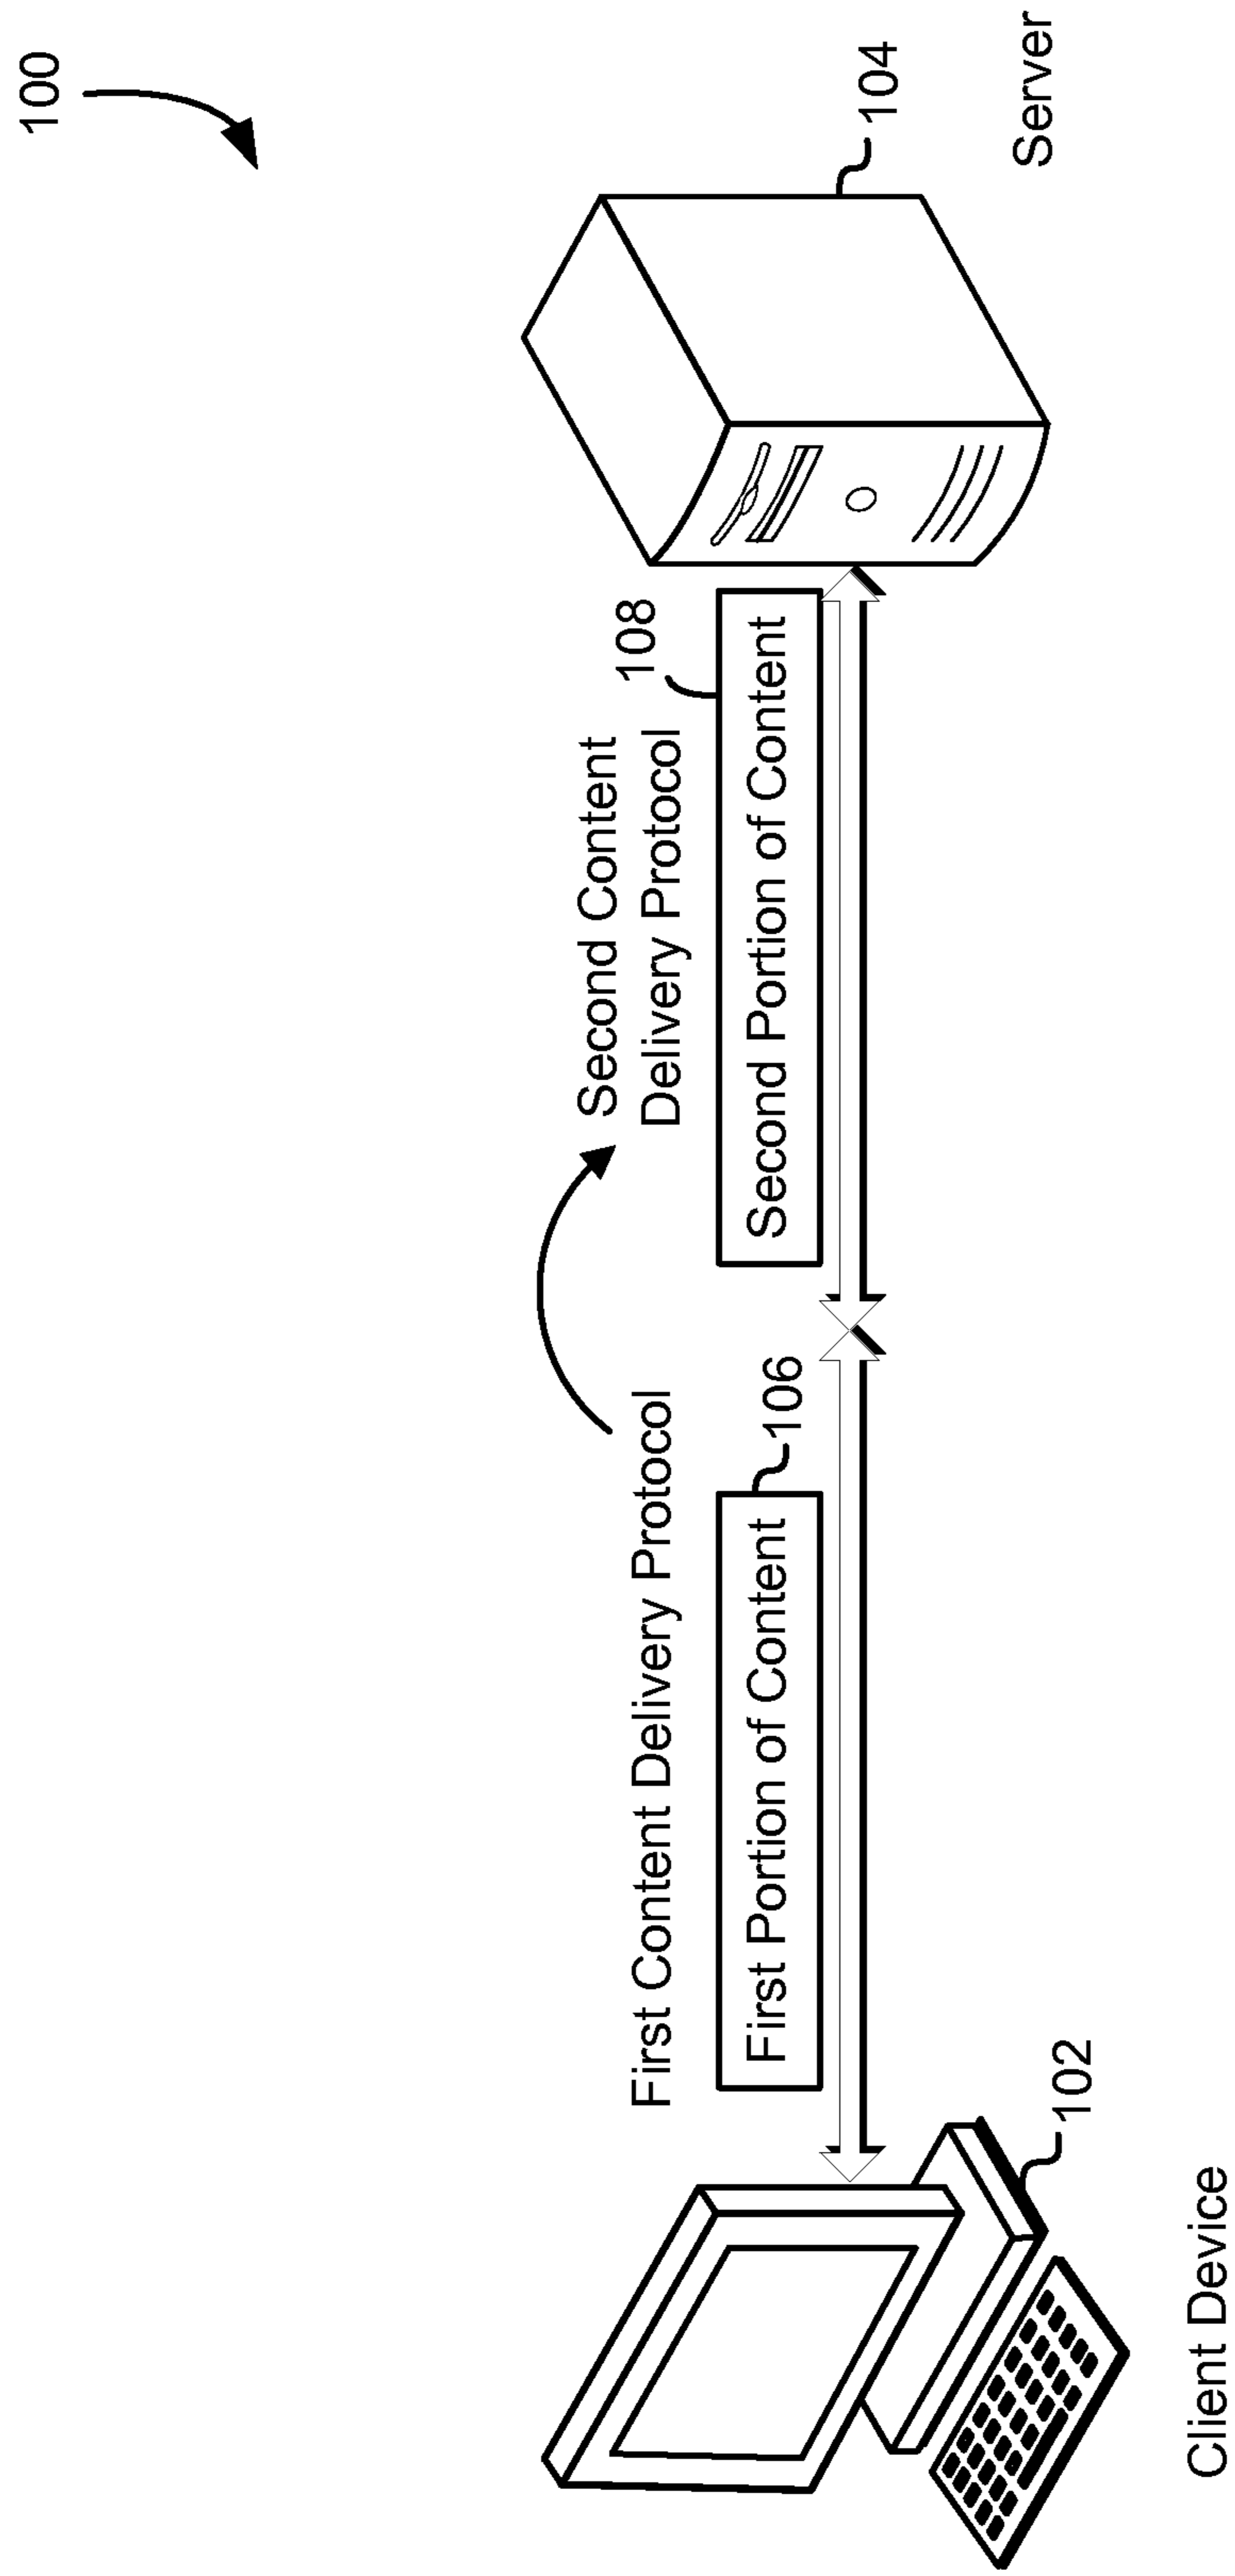 100
Second Content
Delivery Protocol
108
First Content Delivery Protocol
First Portion of Content
106
Second Portion of Content
104
102
Client Device
Server